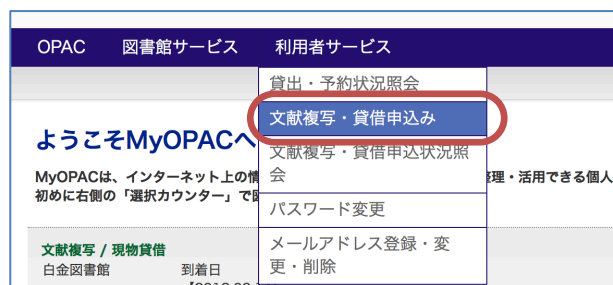 OPAC 図書館サービス 利用者サービス
貸出・予約状況照会
文献複写・貸借申込み
文献複写・貸借申込状況照
会
パスワード変更
メールアドレス登録・変
更・削除
ようこそMyOPACへ
MyOPACは、インターネット上の情
整理・活用できる個人
初めに右側の「選択カウンター」で図
文献複写 / 現物貸借
白金図書館 到着日